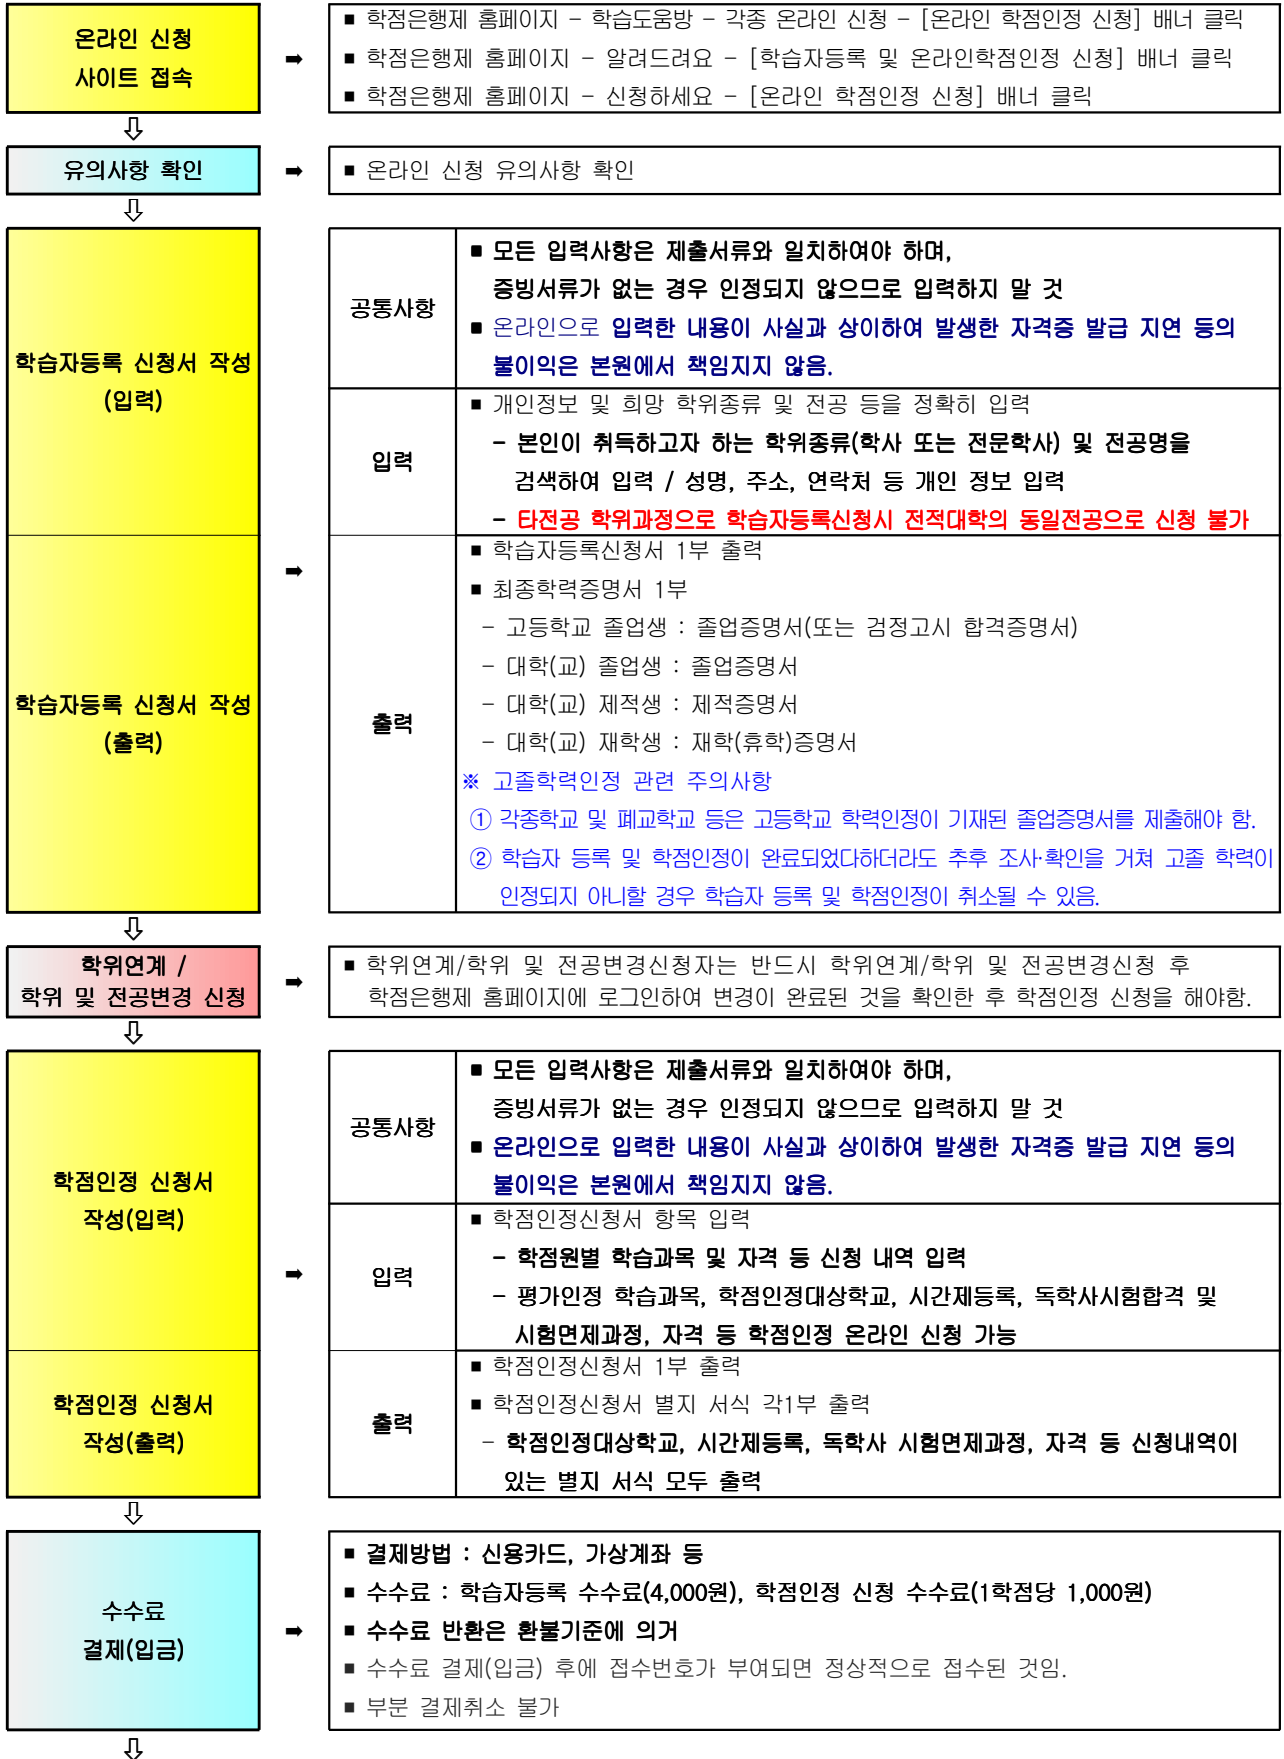 온라인 신청
사이트 접속
➡
■ 학점은행제 홈페이지 - 학습도움방 - 각종 온라인 신청 - [온라인 학점인정 신청] 배너 클릭
■ 학점은행제 홈페이지 - 알려드려요 - [학습자등록 및 온라인학점인정 신청] 배너 클릭
■ 학점은행제 홈페이지 - 신청하세요 - [온라인 학점인정 신청] 배너 클릭
⇩
유의사항 확인
➡
■ 온라인 신청 유의사항 확인
⇩
학습자등록 신청서 작성
(입력)
공통사항
■ 모든 입력사항은 제출서류와 일치하여야 하며,
증빙서류가 없는 경우 인정되지 않으므로 입력하지 말 것
■ 온라인으로 입력한 내용이 사실과 상이하여 발생한 자격증 발급 지연 등의
불이익은 본원에서 책임지지 않음.
입력
■ 개인정보 및 희망 학위종류 및 전공 등을 정확히 입력
- 본인이 취득하고자 하는 학위종류(학사 또는 전문학사) 및 전공명을
검색하여 입력 / 성명, 주소, 연락처 등 개인 정보 입력
- 타전공 학위과정으로 학습자등록신청시 전적대학의 동일전공으로 신청 불가
➡
학습자등록 신청서 작성
(출력)
출력
■ 학습자등록신청서 1부 출력
■ 최종학력증명서 1부
- 고등학교 졸업생 : 졸업증명서(또는 검정고시 합격증명서)
- 대학(교) 졸업생 : 졸업증명서
- 대학(교) 제적생 : 제적증명서
- 대학(교) 재학생 : 재학(휴학)증명서
※ 고졸학력인정 관련 주의사항
① 각종학교 및 폐교학교 등은 고등학교 학력인정이 기재된 졸업증명서를 제출해야 함.
② 학습자 등록 및 학점인정이 완료되었다하더라도 추후 조사·확인을 거쳐 고졸 학력이
인정되지 아니할 경우 학습자 등록 및 학점인정이 취소될 수 있음.
⇩
학위연계 /
학위 및 전공변경 신청
➡
■ 학위연계/학위 및 전공변경신청자는 반드시 학위연계/학위 및 전공변경신청 후
학점은행제 홈페이지에 로그인하여 변경이 완료된 것을 확인한 후 학점인정 신청을 해야함.
⇩
학점인정 신청서
작성(입력)
공통사항
■ 모든 입력사항은 제출서류와 일치하여야 하며,
증빙서류가 없는 경우 인정되지 않으므로 입력하지 말 것
■ 온라인으로 입력한 내용이 사실과 상이하여 발생한 자격증 발급 지연 등의
불이익은 본원에서 책임지지 않음.
➡
입력
■ 학점인정신청서 항목 입력
- 학점원별 학습과목 및 자격 등 신청 내역 입력
- 평가인정 학습과목, 학점인정대상학교, 시간제등록, 독학사시험합격 및
시험면제과정, 자격 등 학점인정 온라인 신청 가능
학점인정 신청서
작성(출력)
출력
■ 학점인정신청서 1부 출력
■ 학점인정신청서 별지 서식 각1부 출력
- 학점인정대상학교, 시간제등록, 독학사 시험면제과정, 자격 등 신청내역이
있는 별지 서식 모두 출력
⇩
수수료
결제(입금)
➡
■ 결제방법 : 신용카드, 가상계좌 등
■ 수수료 : 학습자등록 수수료(4,000원), 학점인정 신청 수수료(1학점당 1,000원)
■ 수수료 반환은 환불기준에 의거
■ 수수료 결제(입금) 후에 접수번호가 부여되면 정상적으로 접수된 것임.
■ 부분 결제취소 불가
⇩